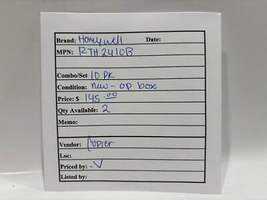 Brand: Honeywell Date:
MPN: RTH2410B
Combo/Set 10 PK
Condition: new-op box
Price: $ 145.00
Qty Available: 2
Memo:
Vendor:
Loc:
Priced by: -V
Listed by: